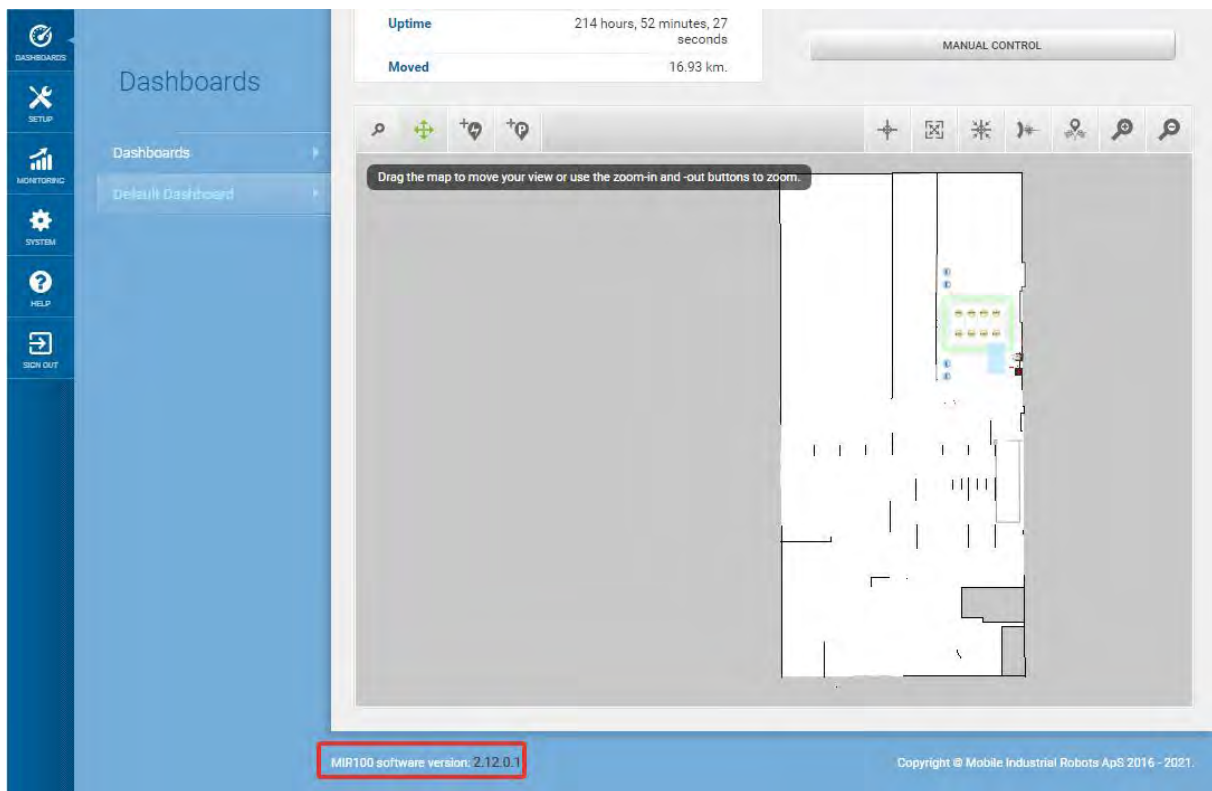 DASHBOARDS
SETUP
MONITORING
SYSTEM
HELP
SIGN OUT
Dashboards
Dashboards
Default Dashboard
Uptime 214 hours, 52 minutes, 27
seconds
Moved 16.93 km.
MANUAL CONTROL
Drag the map to move your view or use the zoom-in and -out buttons to zoom.
MIR100 software version: 2.12.0.1
Copyright © Mobile Industrial Robots ApS 2016 - 2021.